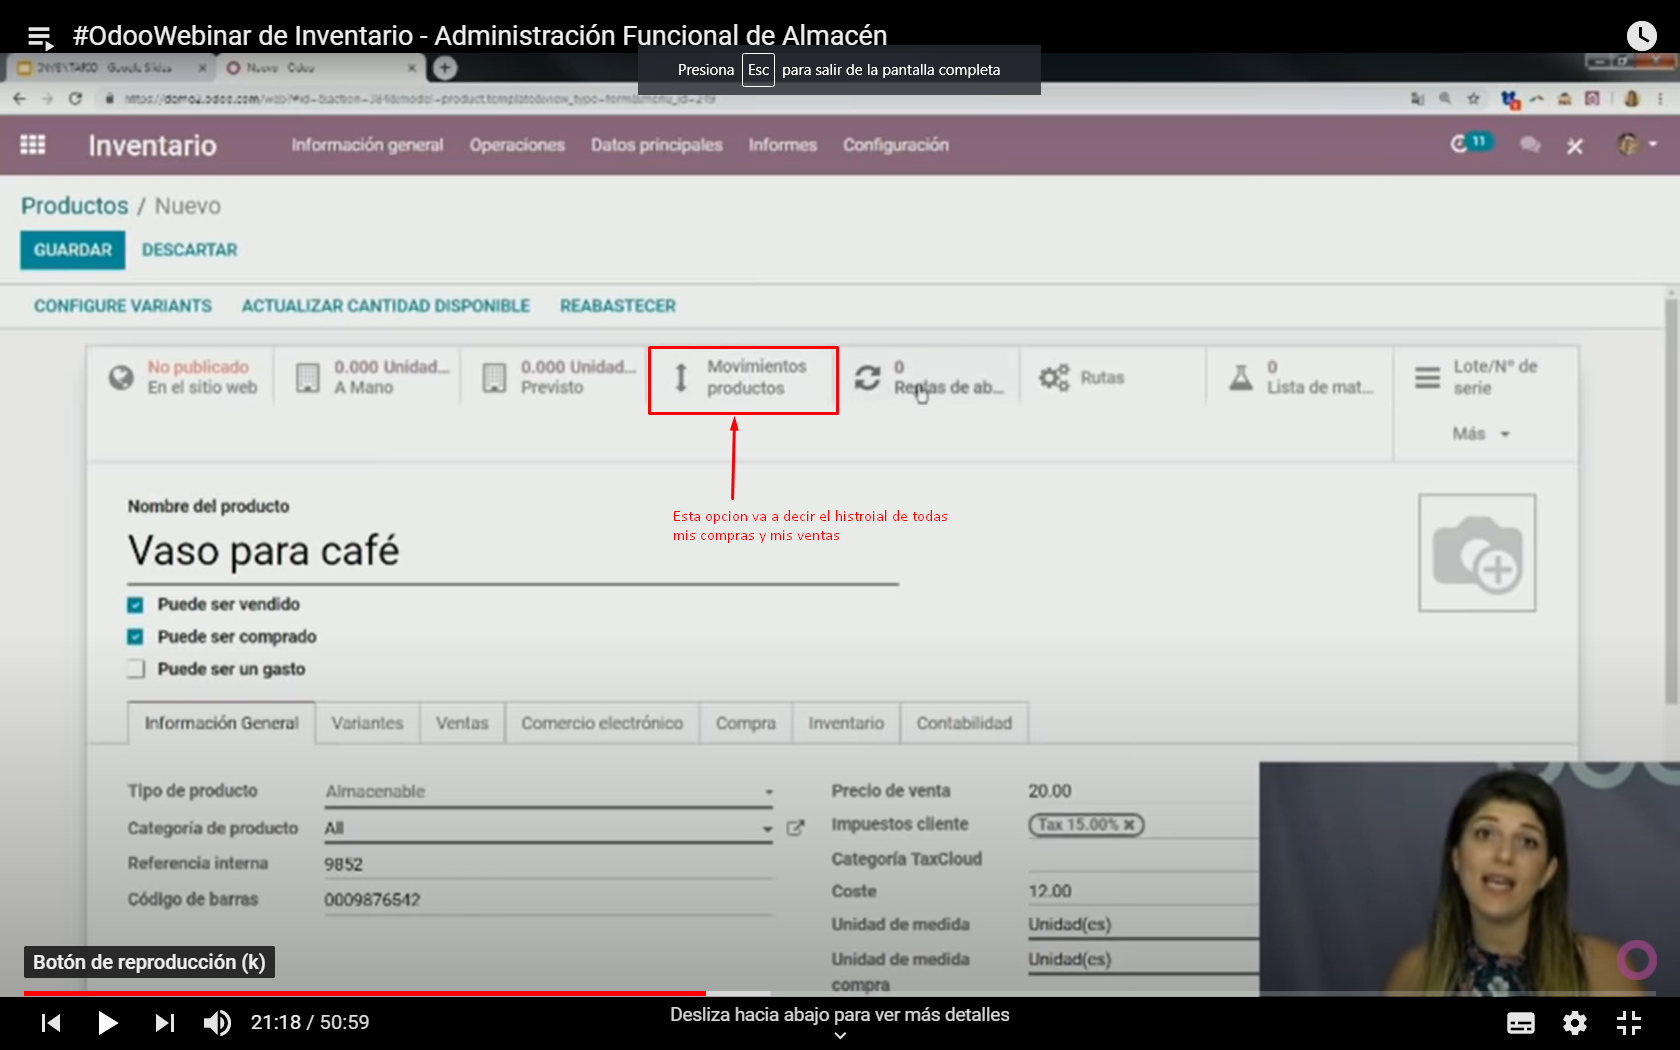 #OdooWebinar de Inventario - Administración Funcional de Almacén
Presiona Esc para salir de la pantalla completa
INVENTARIO - Google Slides
Nuevo - Odoo
Inventario
Información general
Operaciones
Datos principales
Informes
Configuración
11
Productos / Nuevo
GUARDAR
DESCARTAR
CONFIGURE VARIANTS
ACTUALIZAR CANTIDAD DISPONIBLE
REABASTECER
No publicado
En el sitio web
0.000 Unidad...
A Mano
0.000 Unidad...
Previsto
Movimientos
productos
0
Reglas de ab...
Rutas
0
Lista de mat...
Lote/Nº de
serie
Más
Esta opcion va a decir el histroial de todas
mis compras y mis ventas
Nombre del producto
Vaso para café
Puede ser vendido
Puede ser comprado
Puede ser un gasto
Información General
Variantes
Ventas
Comercio electrónico
Compra
Inventario
Contabilidad
Tipo de producto
Almacenable
Categoría de producto
All
Referencia interna
9852
Código de barras
0009876542
Precio de venta
20.00
Impuestos cliente
Tax 15.00% ✖
Categoría TaxCloud
Coste
12.00
Unidad de medida
Unidad(es)
Unidad de medida
compra
Unidad(es)
Botón de reproducción (k)
21:18 / 50:59
Desliza hacia abajo para ver más detalles